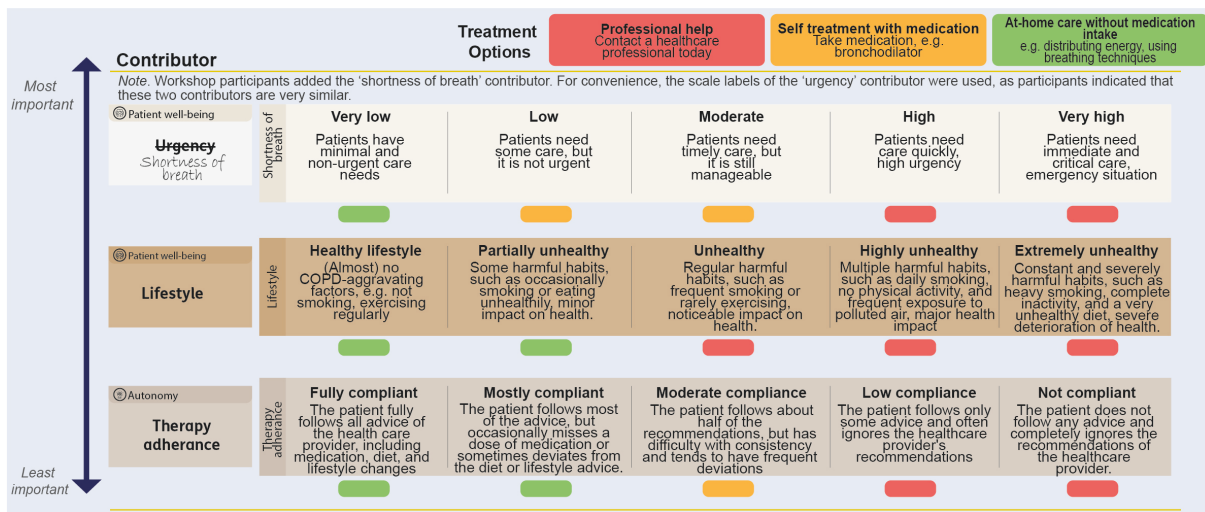 Treatment
Options
Professional help
Contact a healthcare
professional today
Self treatment with medication
Take medication, e.g.
bronchodilator
At-home care without medication
intake
e.g. distributing energy, using
breathing techniques
Contributor
Most
important
Note. Workshop participants added the ‘shortness of breath’ contributor. For convenience, the scale labels of the ‘urgency’ contributor were used, as participants indicated that
these two contributors are very similar.
Patient well-being
Urgency
Shortness of
breath
Shortness of
breath
Very low
Patients have
minimal and
non-urgent care
needs
Low
Patients need
some care, but
it is not urgent
Moderate
Patients need
timely care, but
it is still
manageable
High
Patients need
care quickly,
high urgency
Very high
Patients need
immediate and
critical care,
emergency situation
Patient well-being
Lifestyle
Lifestyle
Healthy lifestyle
(Almost) no
COPD-aggravating
factors, e.g. not
smoking, exercising
regularly
Partially unhealthy
Some harmful habits,
such as occasionally
smoking or eating
unhealthily, minor
impact on health.
Unhealthy
Regular harmful
habits, such as
frequent smoking or
rarely exercising,
noticeable impact on
health.
Highly unhealthy
Multiple harmful habits,
such as daily smoking,
no physical activity, and
frequent exposure to
polluted air, major health
impact
Extremely unhealthy
Constant and severely
harmful habits, such as
heavy smoking, complete
inactivity, and a very
unhealthy diet, severe
deterioration of health.
Autonomy
Therapy
adherance
Therapy
adherance
Fully compliant
The patient fully
follows all advice of
the health care
provider, including
medication, diet, and
lifestyle changes
Mostly compliant
The patient follows most
of the advice, but
occasionally misses a
dose of medication or
sometimes deviates
from the diet or lifestyle advice.
Moderate compliance
The patient follows about
half of the
recommendations, but has
difficulty with consistency
and tends to have frequent
deviations
Low compliance
The patient follows only
some advice and often
ignores the healthcare
provider's
recommendations
Not compliant
The patient does not
follow any advice and
completely ignores the
recommendations of
the healthcare
provider.
Least
important